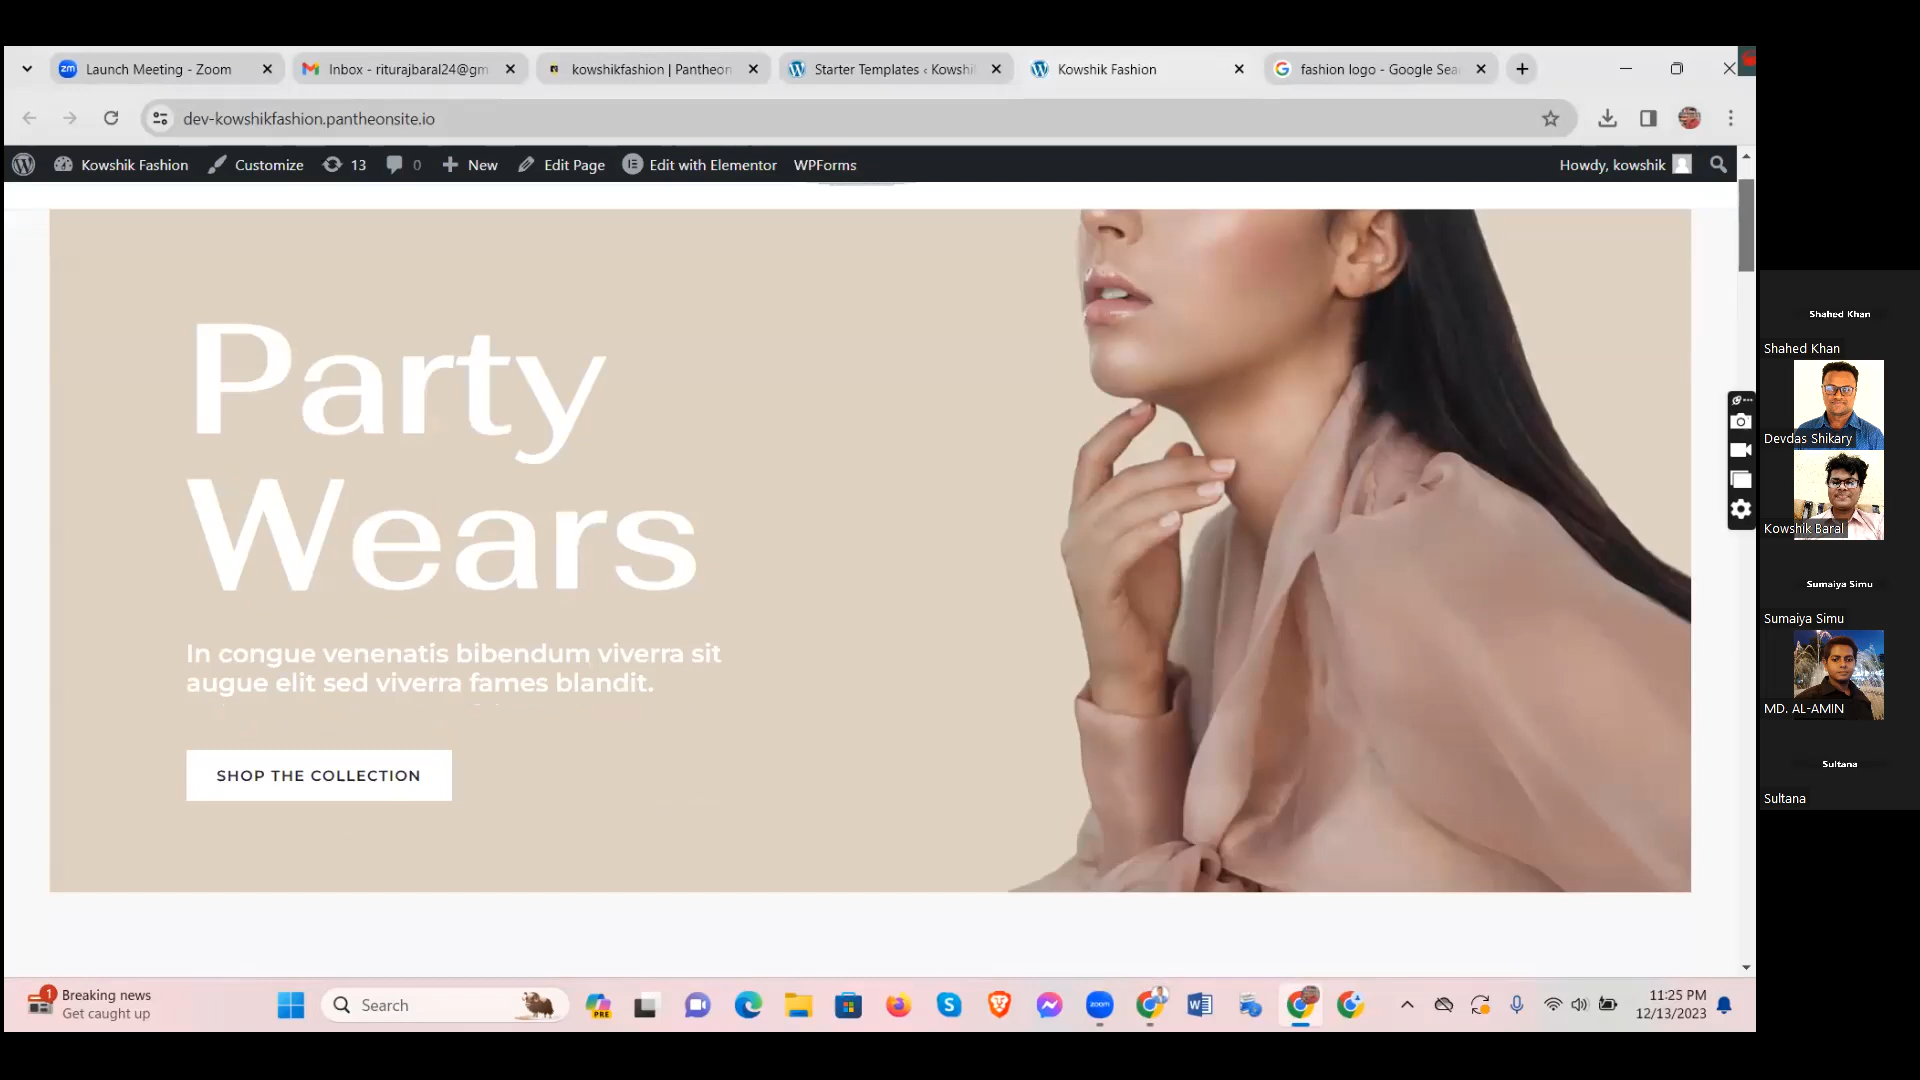 zm Launch Meeting - Zoom
Inbox - riturajbaral24@gm
kowshikfashion | Pantheon
Starter Templates ‹ Kowshi
Kowshik Fashion
fashion logo - Google Sea
dev-kowshikfashion.pantheonsite.io
Kowshik Fashion
Customize
13
0
New
Edit Page
Edit with Elementor
WPForms
Howdy, kowshik
Party
Wears
In congue venenatis bibendum viverra sit
augue elit sed viverra fames blandit.
SHOP THE COLLECTION
Shahed Khan
Shahed Khan
Devdas Shikary
Kowshik Baral
Sumaiya Simu
Sumaiya Simu
MD. AL-AMIN
Sultana
Sultana
1
Breaking news
Get caught up
Search
PRE
zoom
11:25 PM
12/13/2023